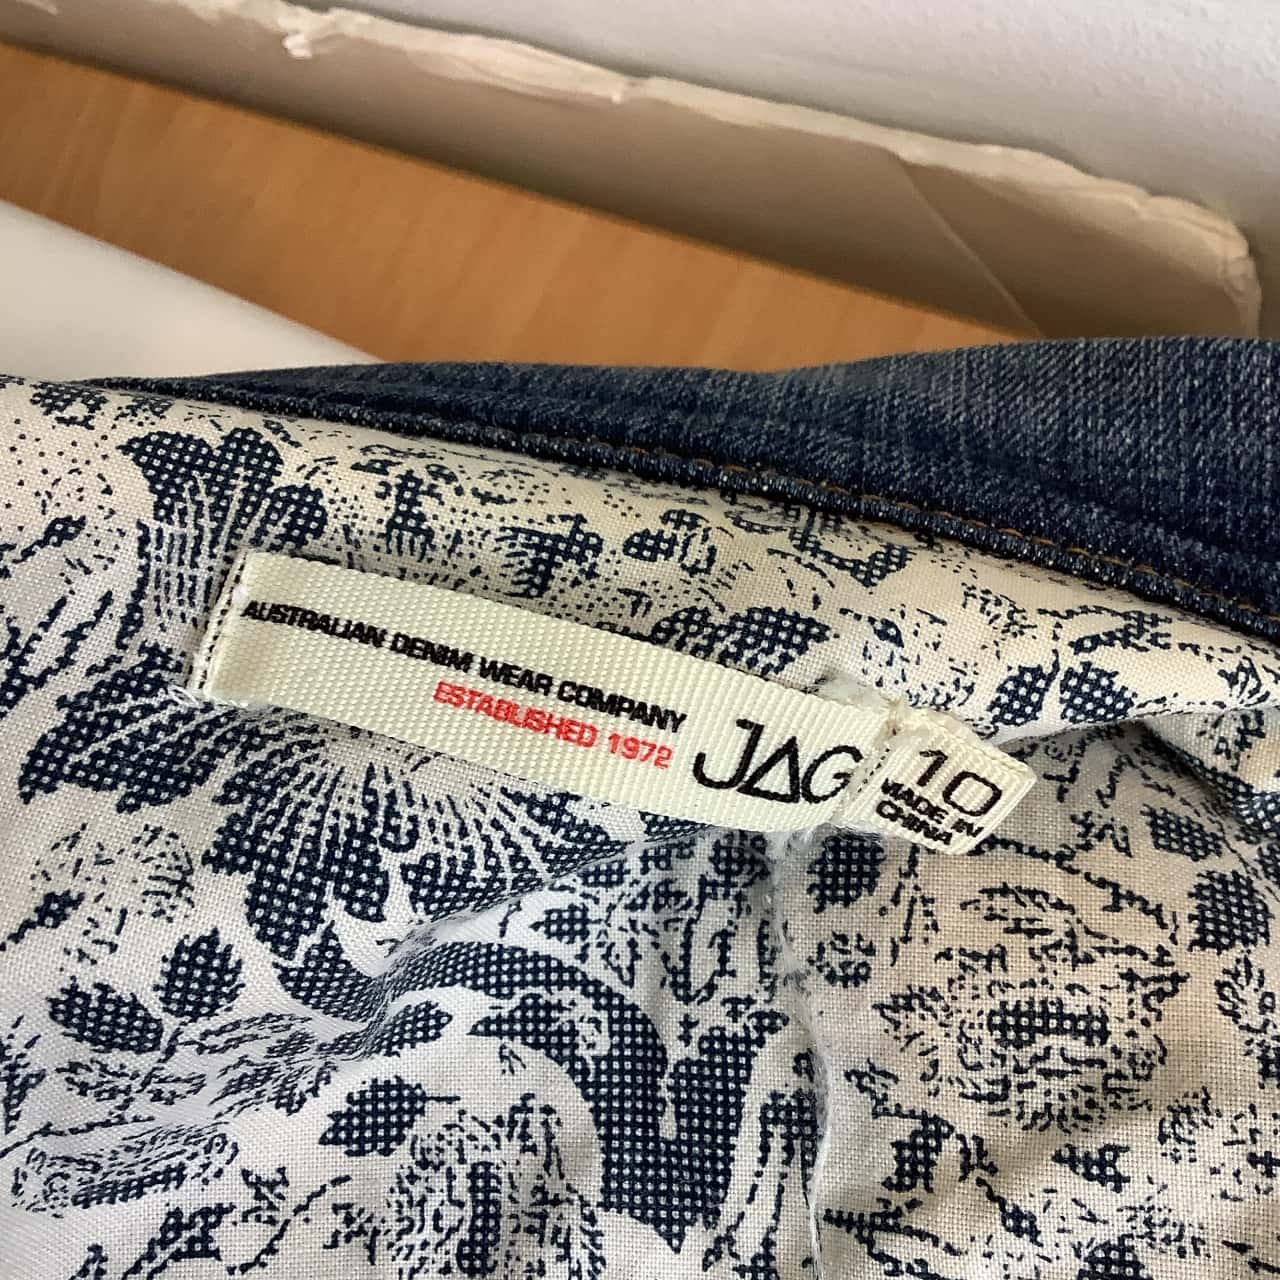 AUSTRALIAN DENIM WEAR COMPANY
ESTABLISHED 1972
JAG
10
MADE IN
CHINA